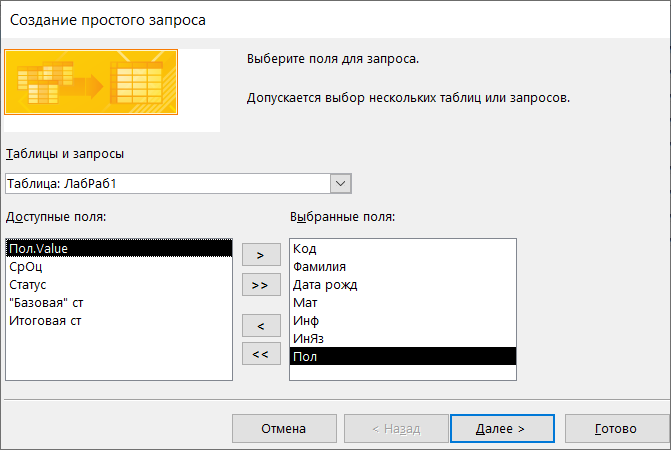 Создание простого запроса
Выберите поля для запроса.
Допускается выбор нескольких таблиц или запросов.
Таблицы и запросы
Таблица: ЛабРаб1
Доступные поля:
Пол.Value
СрОц
Статус
"Базовая" ст
Итоговая ст
>
>>
<
<<
Выбранные поля:
Код
Фамилия
Дата рожд
Мат
Инф
ИнЯз
Пол
Отмена
< Назад
Далее >
Готово